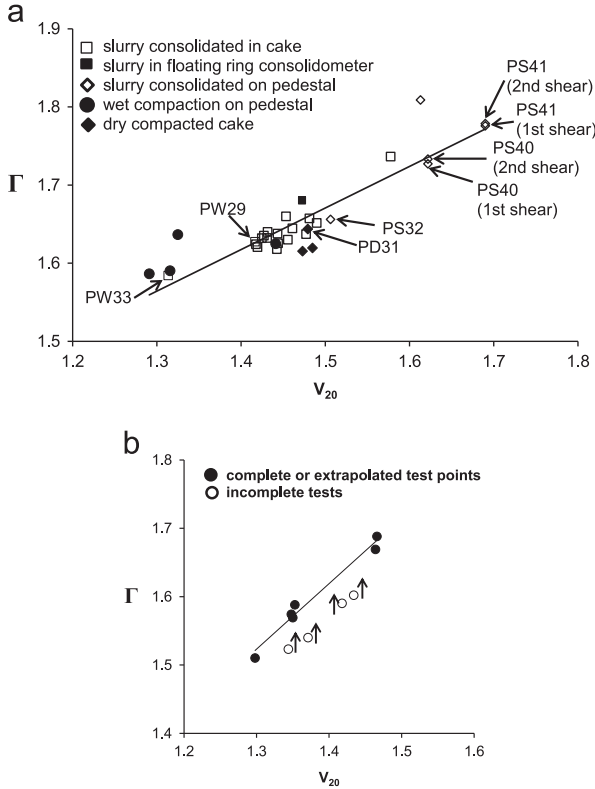 a
slurry consolidated in cake
slurry in floating ring consolidometer
slurry consolidated on pedestal
wet compaction on pedestal
dry compacted cake
PS41
(2nd shear)
PS41
(1st shear)
PS40
(2nd shear)
PS40
(1st shear)
PW29
PS32
PD31
PW33
1.9
1.8
1.7
1.6
1.5
Γ
1.2
1.3
1.4
1.5
1.6
1.7
1.8
V20
b
complete or extrapolated test points
incomplete tests
1.8
1.7
1.6
1.5
1.4
Γ
1.2
1.3
1.4
1.5
1.6
V20